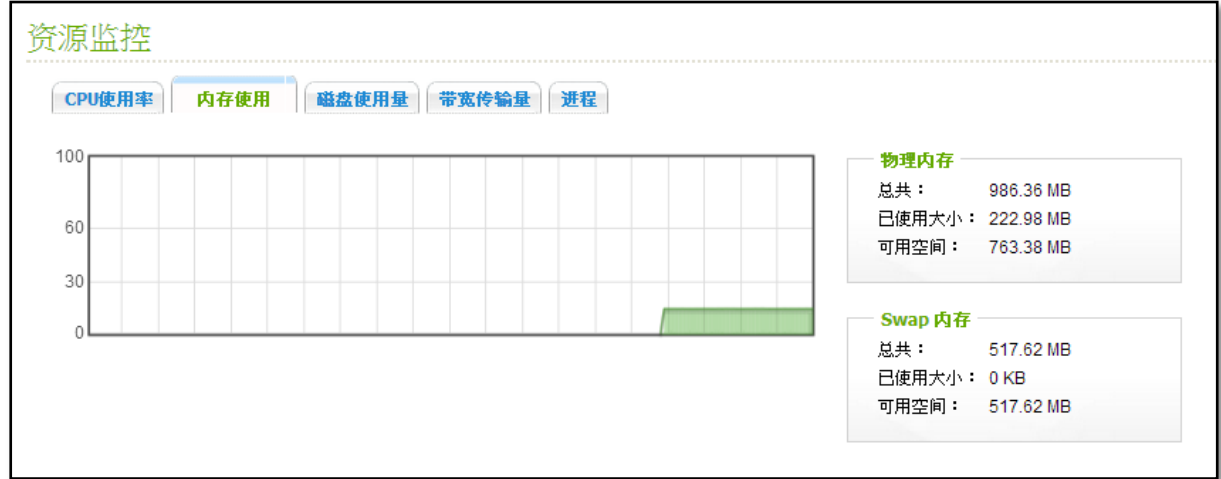 资源监控
CPU使用率 内存使用 磁盘使用量 带宽传输量 进程
100
60
30
0
物理内存
总共： 986.36 MB
已使用大小： 222.98 MB
可用空间： 763.38 MB
Swap 内存
总共： 517.62 MB
已使用大小： 0 KB
可用空间： 517.62 MB